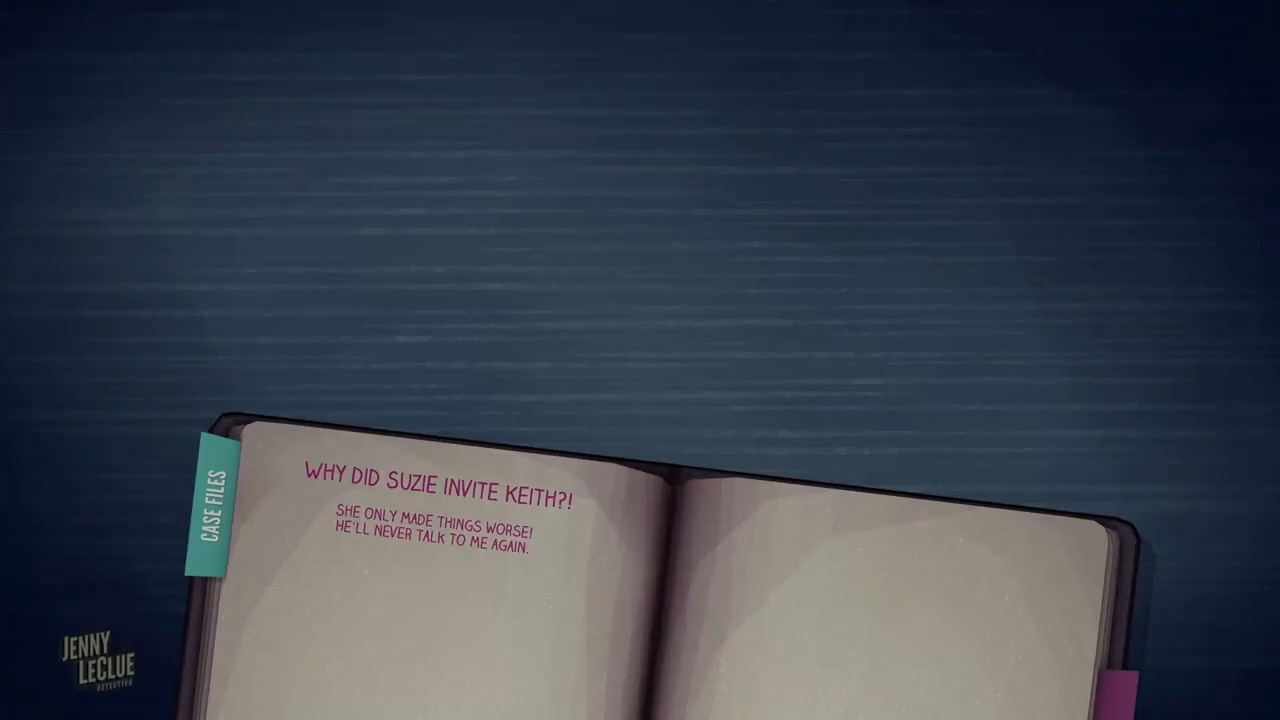 WHY DID SUZIE INVITE KEITH?!
SHE ONLY MADE THINGS WORSE!
HE'LL NEVER TALK TO ME AGAIN.
CASE FILES
JENNY
LECLUE
DETECTIVU